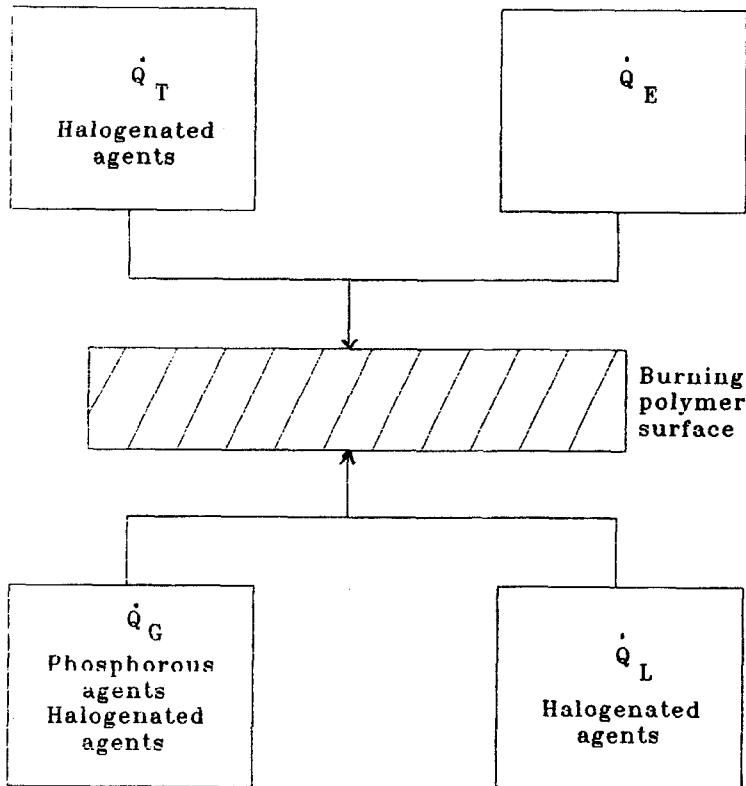 Q̇ T
Halogenated
agents
Q̇ E
Burning
polymer
surface
Q̇ G
Phosphorous
agents
Halogenated
agents
Q̇ L
Halogenated
agents